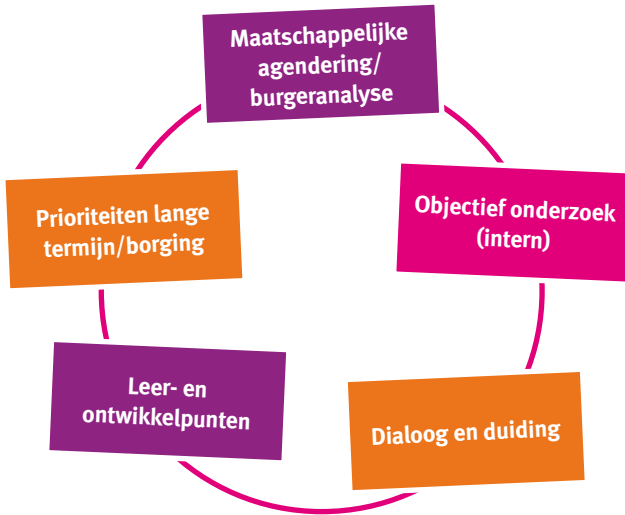 Maatschappelijke
agendering/
burgeranalyse
Objectief onderzoek
(intern)
Dialoog en duiding
Leer- en
ontwikkelpunten
Prioriteiten lange
termijn/borging